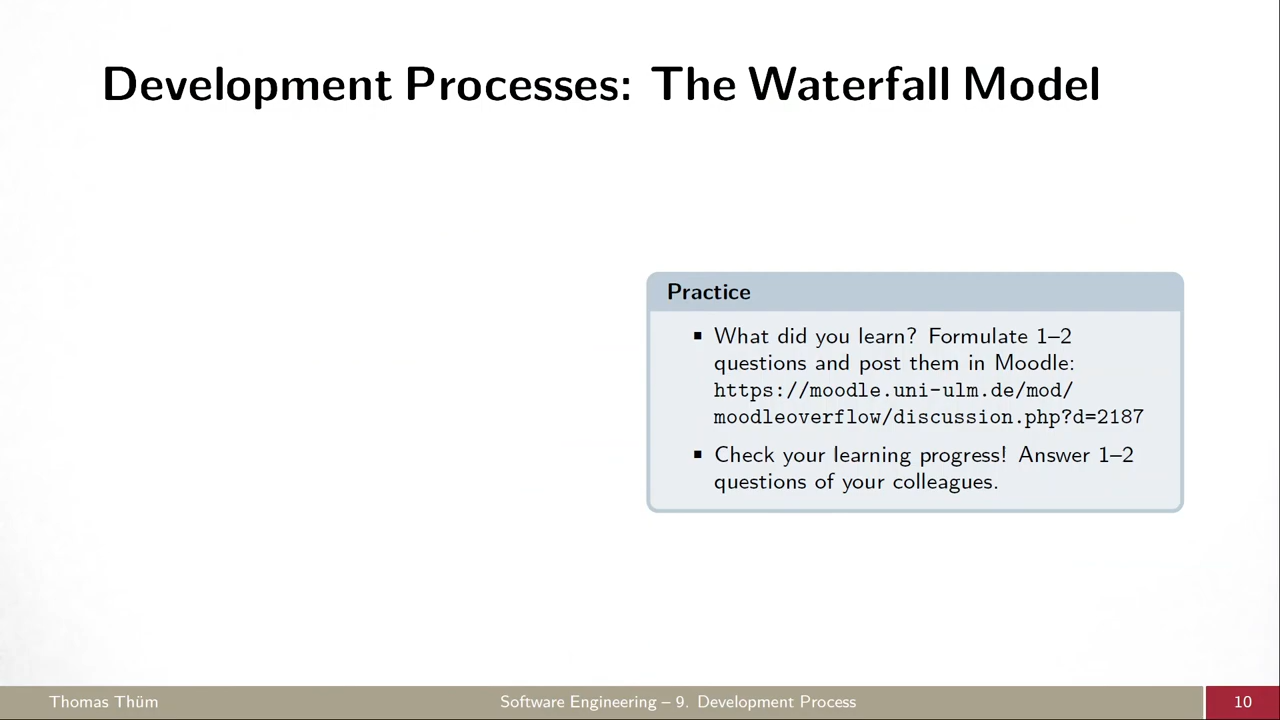 Development Processes: The Waterfall Model
Practice
▪ What did you learn? Formulate 1–2
questions and post them in Moodle:
https://moodle.uni-ulm.de/mod/
moodleoverflow/discussion.php?d=2187
▪ Check your learning progress! Answer 1–2
questions of your colleagues.
Thomas Thüm
Software Engineering – 9. Development Process
10